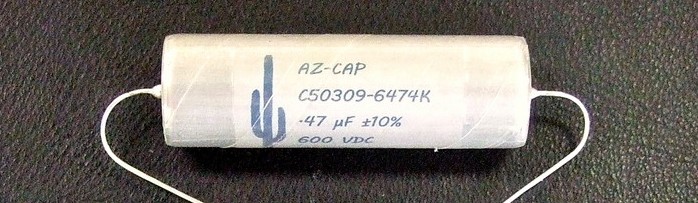 AZ-CAP
C50309-6474K
.47 µF ±10%
600 VDC